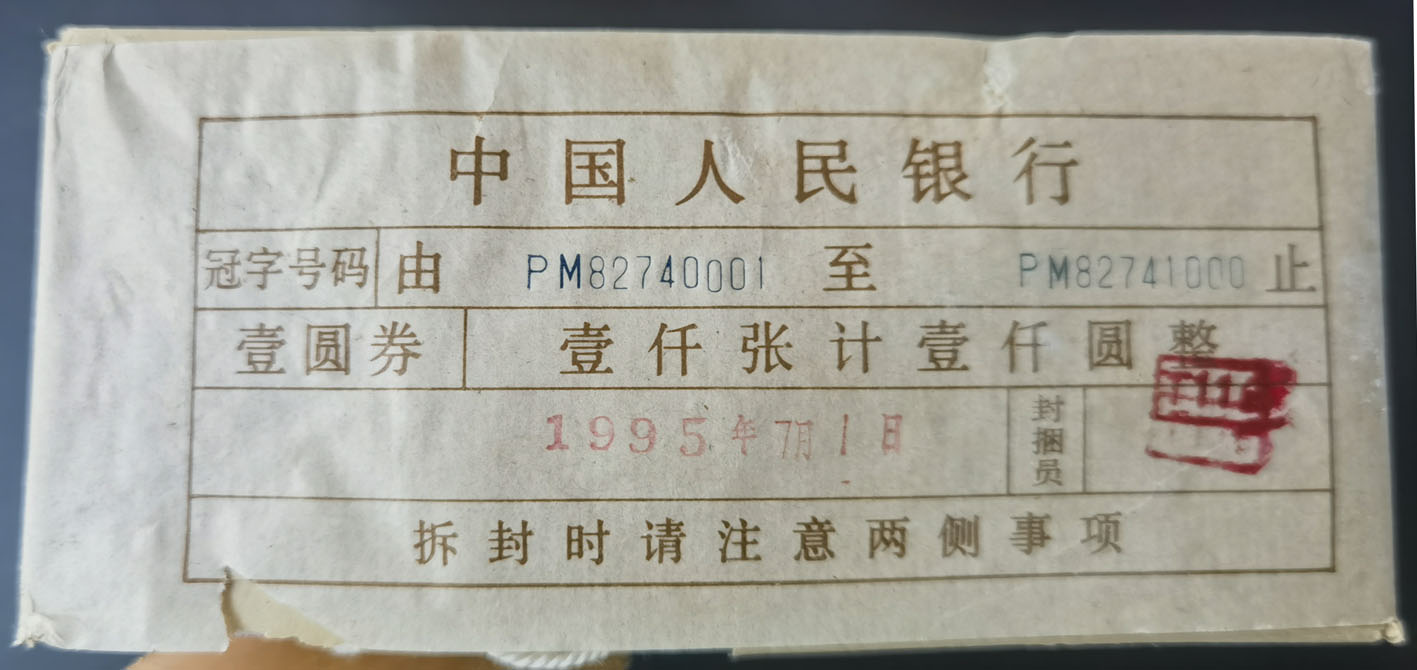 中国人民银行
冠字号码 由 PM82740001 至 PM82741000 止
壹圆券 壹仟张计壹仟圆整
1995年7月1日 封捆员
拆封时请注意两侧事项